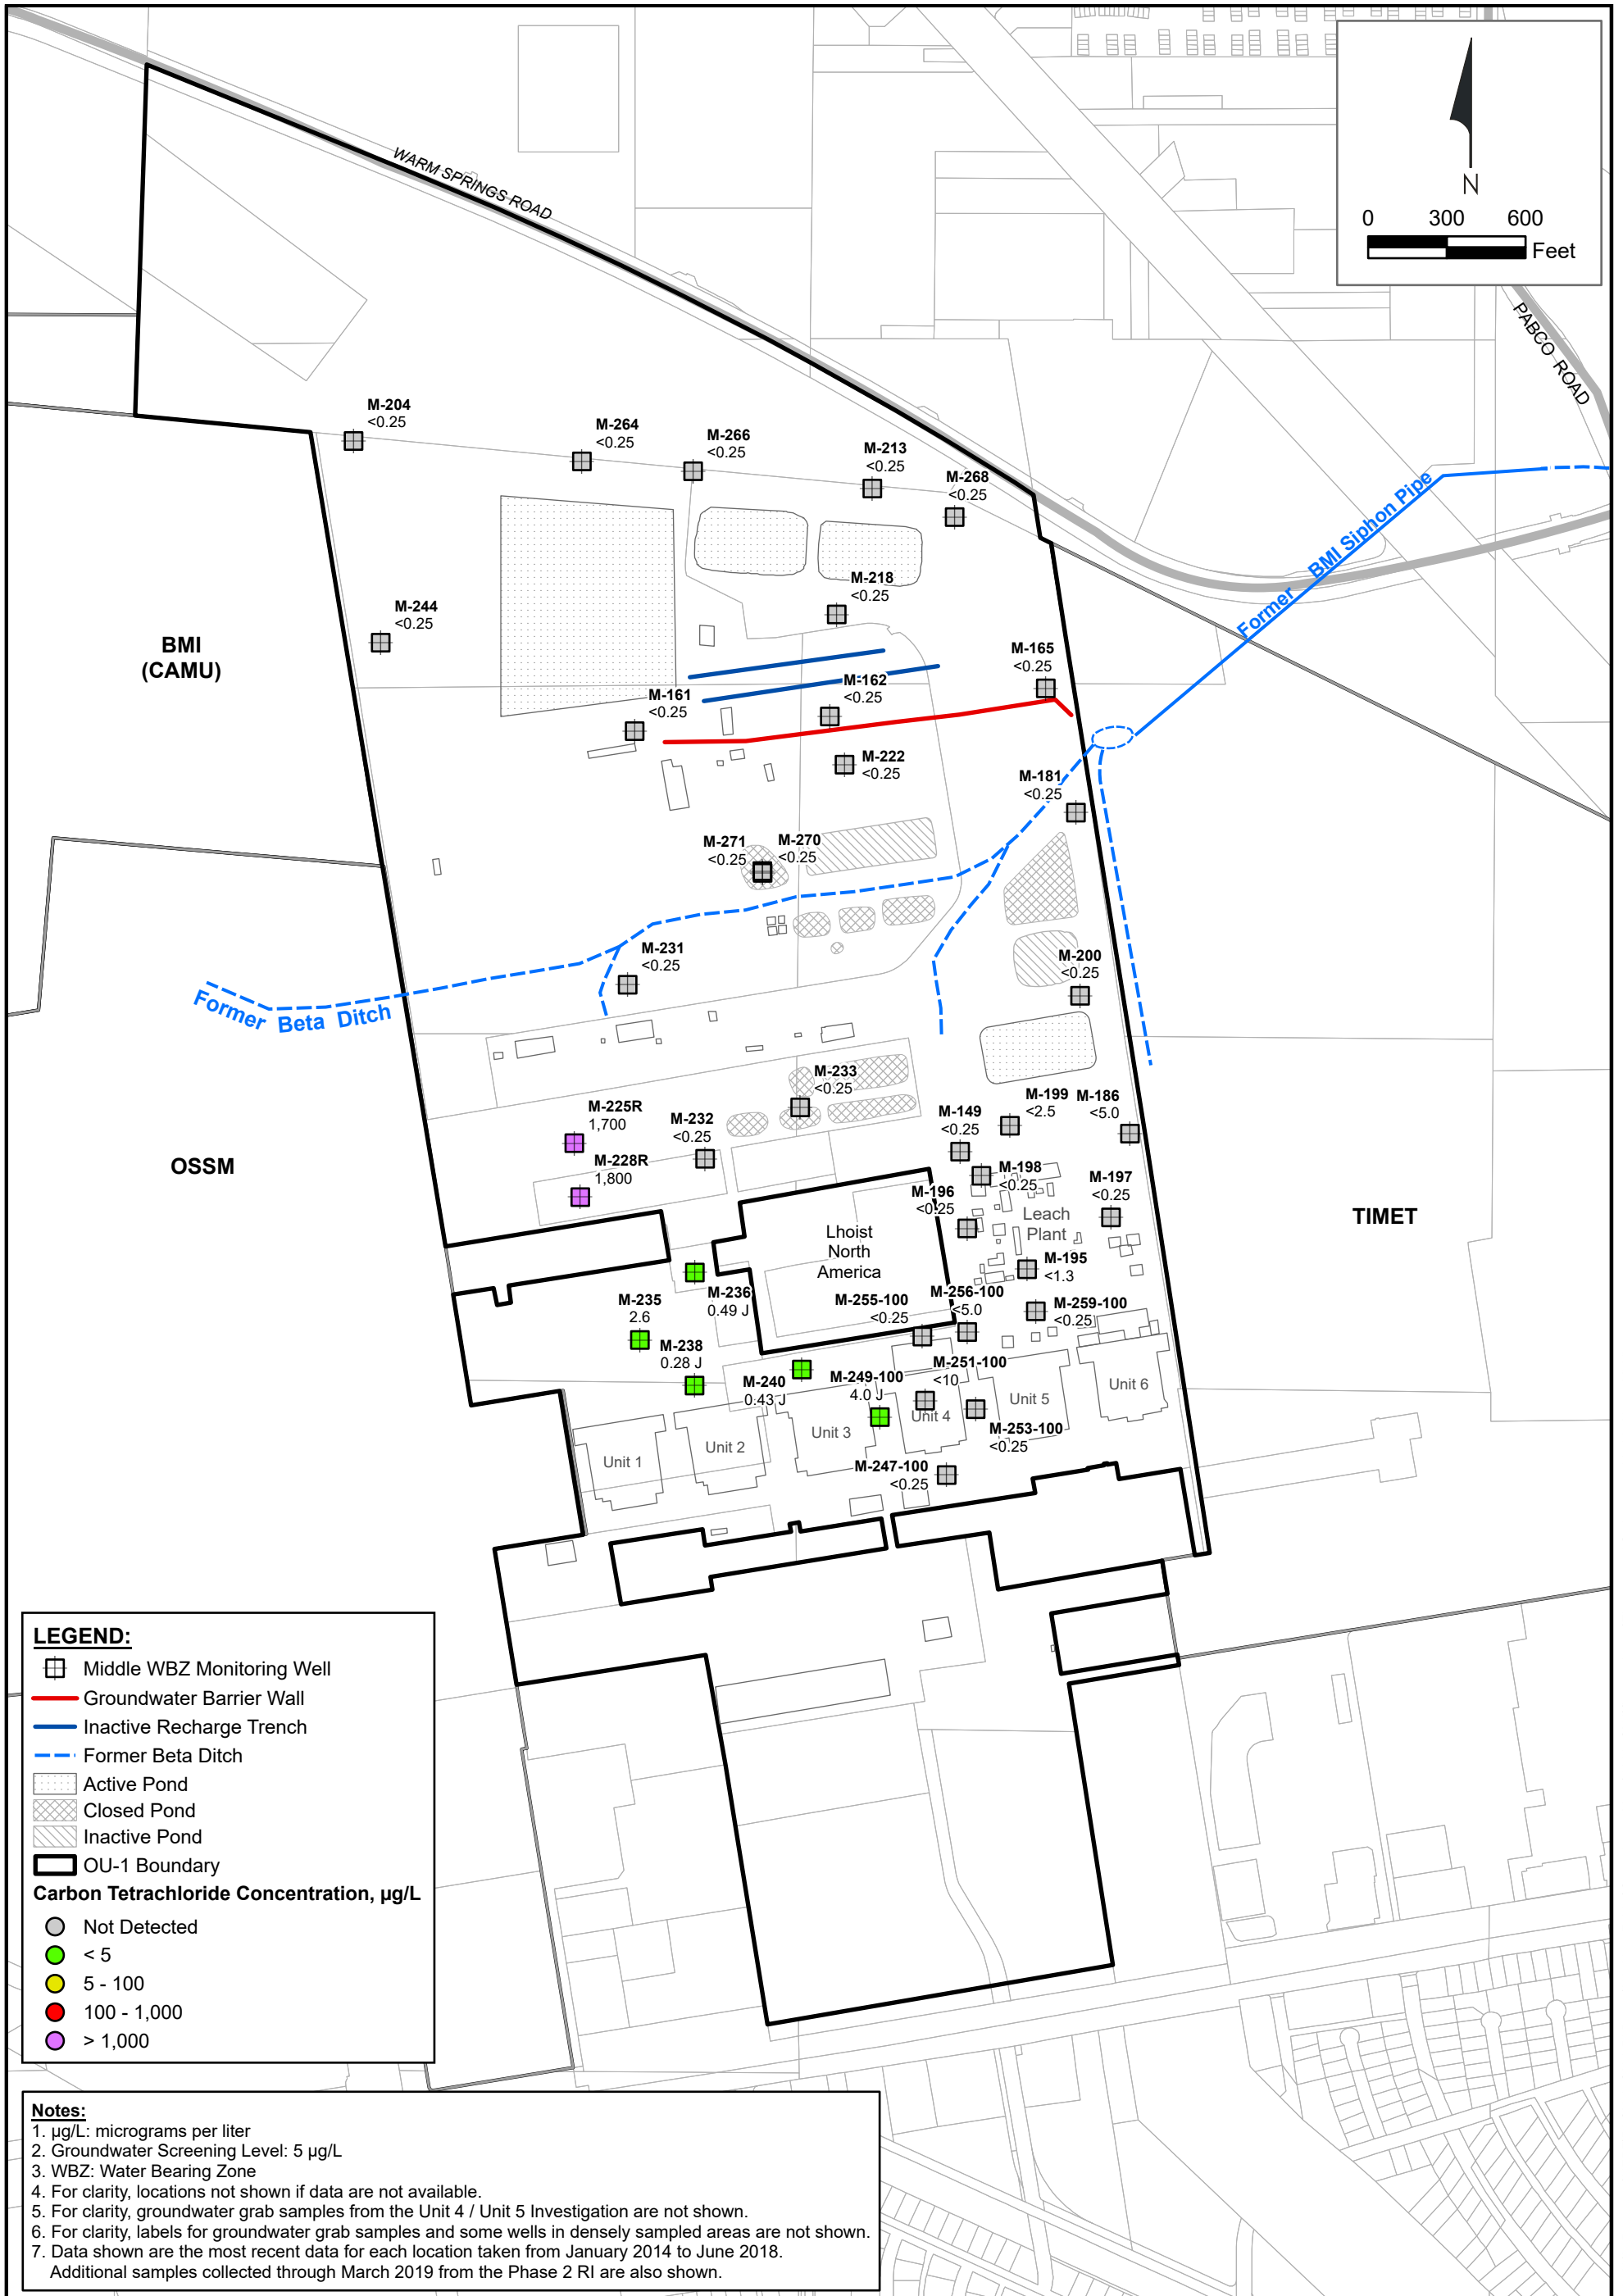 N
0 300 600
Feet
WARM SPRINGS ROAD
PABCO ROAD
M-204
<0.25
M-264
<0.25
M-266
<0.25
M-213
<0.25
M-268
<0.25
Former BMI Siphon Pipe
M-218
<0.25
M-244
<0.25
BMI
(CAMU)
M-165
<0.25
M-161
<0.25
M-162
<0.25
M-222
<0.25
M-181
<0.25
M-271
<0.25
M-270
<0.25
M-231
<0.25
M-200
<0.25
Former Beta Ditch
M-233
<0.25
M-225R
1,700
M-232
<0.25
M-149
<0.25
M-199
<2.5
M-186
<5.0
OSSM
M-228R
1,800
M-198
<0.25
M-196
<0.25
M-197
<0.25
Leach
Plant
TIMET
Lhoist
North
America
M-195
<1.3
M-236
0.49 J
M-235
2.6
M-255-100
<0.25
M-256-100
<5.0
M-259-100
<0.25
M-238
0.28 J
M-240
0.43 J
M-249-100
4.0 J
M-251-100
<10
M-253-100
<0.25
M-247-100
<0.25
Unit 1
Unit 2
Unit 3
Unit 4
Unit 5
Unit 6
LEGEND:
Middle WBZ Monitoring Well
Groundwater Barrier Wall
Inactive Recharge Trench
Former Beta Ditch
Active Pond
Closed Pond
Inactive Pond
OU-1 Boundary
Carbon Tetrachloride Concentration, µg/L
Not Detected
< 5
5 - 100
100 - 1,000
> 1,000
Notes:
1. µg/L: micrograms per liter
2. Groundwater Screening Level: 5 µg/L
3. WBZ: Water Bearing Zone
4. For clarity, locations not shown if data are not available.
5. For clarity, groundwater grab samples from the Unit 4 / Unit 5 Investigation are not shown.
6. For clarity, labels for groundwater grab samples and some wells in densely sampled areas are not shown.
7. Data shown are the most recent data for each location taken from January 2014 to June 2018.
Additional samples collected through March 2019 from the Phase 2 RI are also shown.